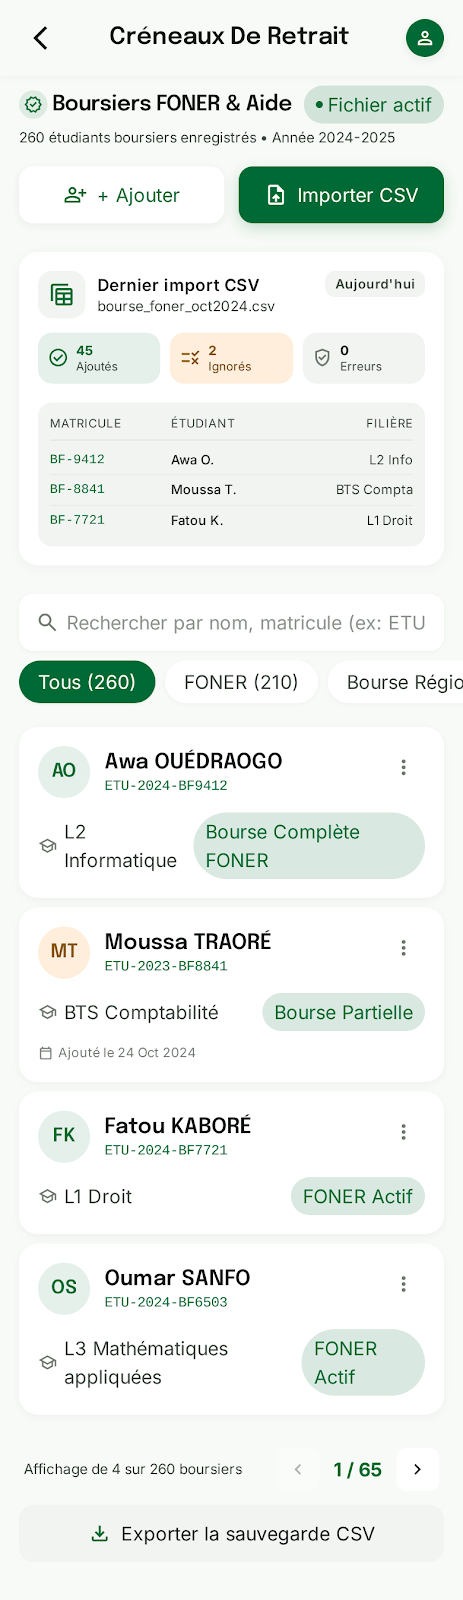 Créneaux De Retrait
Boursiers FONER & Aide
• Fichier actif
260 étudiants boursiers enregistrés • Année 2024-2025
+ Ajouter
Importer CSV
Dernier import CSV
Aujourd'hui
bourse_foner_oct2024.csv
45
Ajoutés
2
Ignorés
0
Erreurs
MATRICULE ÉTUDIANT FILIÈRE
BF-9412 Awa O. L2 Info
BF-8841 Moussa T. BTS Compta
BF-7721 Fatou K. L1 Droit
Rechercher par nom, matricule (ex: ETU
Tous (260)
FONER (210)
Bourse Régio
AO
Awa OUÉDRAOGO
ETU-2024-BF9412
L2
Informatique
Bourse Complète
FONER
MT
Moussa TRAORÉ
ETU-2023-BF8841
BTS Comptabilité
Bourse Partielle
Ajouté le 24 Oct 2024
FK
Fatou KABORÉ
ETU-2024-BF7721
L1 Droit
FONER Actif
OS
Oumar SANFO
ETU-2024-BF6503
L3 Mathématiques
appliquées
FONER
Actif
Affichage de 4 sur 260 boursiers
1 / 65
Exporter la sauvegarde CSV